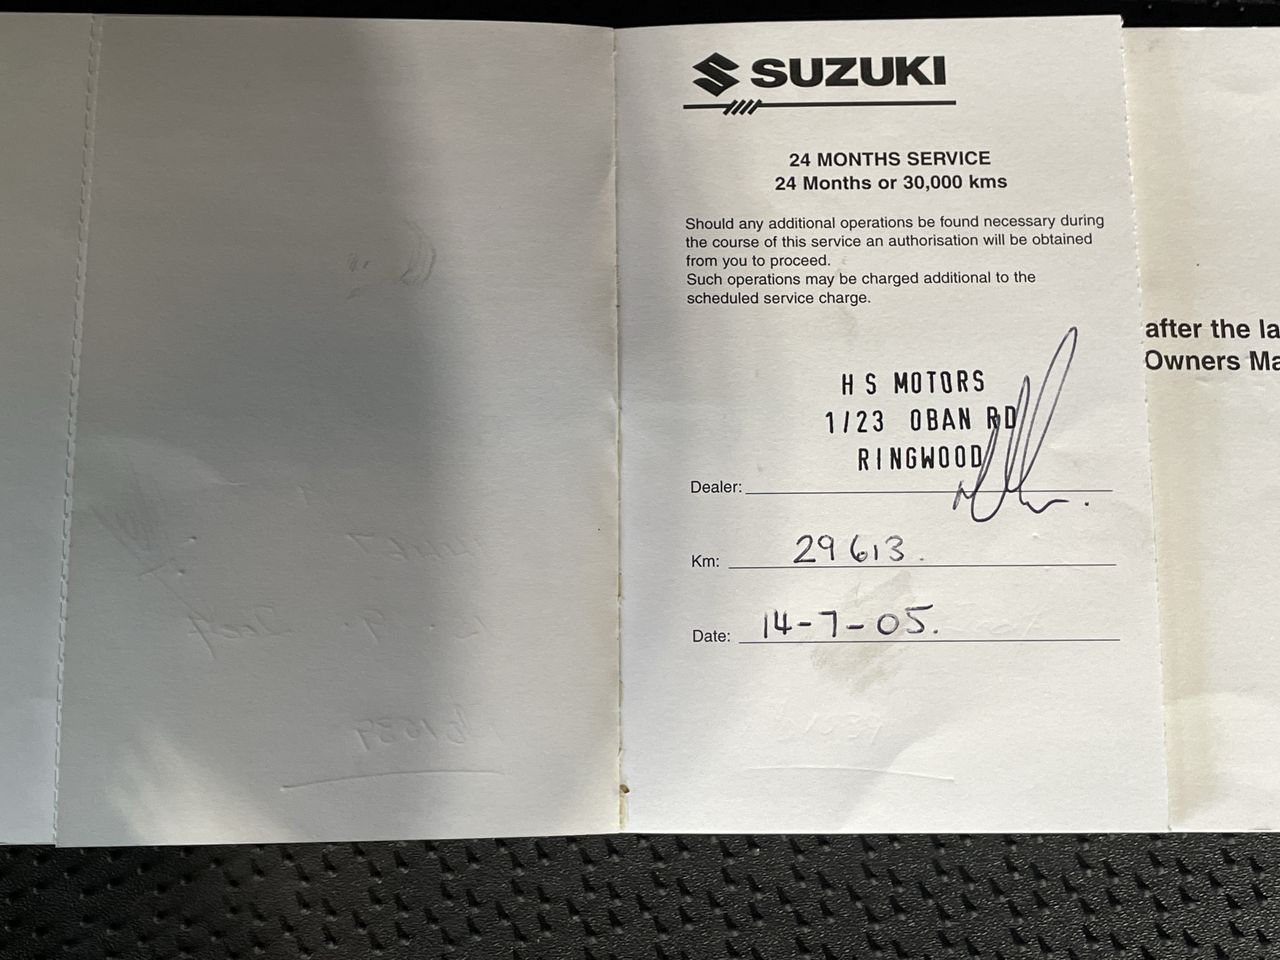 SUZUKI
24 MONTHS SERVICE
24 Months or 30,000 kms
Should any additional operations be found necessary during
the course of this service an authorisation will be obtained
from you to proceed.
Such operations may be charged additional to the
scheduled service charge.
H S MOTORS
1/23 OBAN RD
RINGWOOD
Dealer:
Km: 29613.
Date: 14-7-05.
after the la
Owners Ma